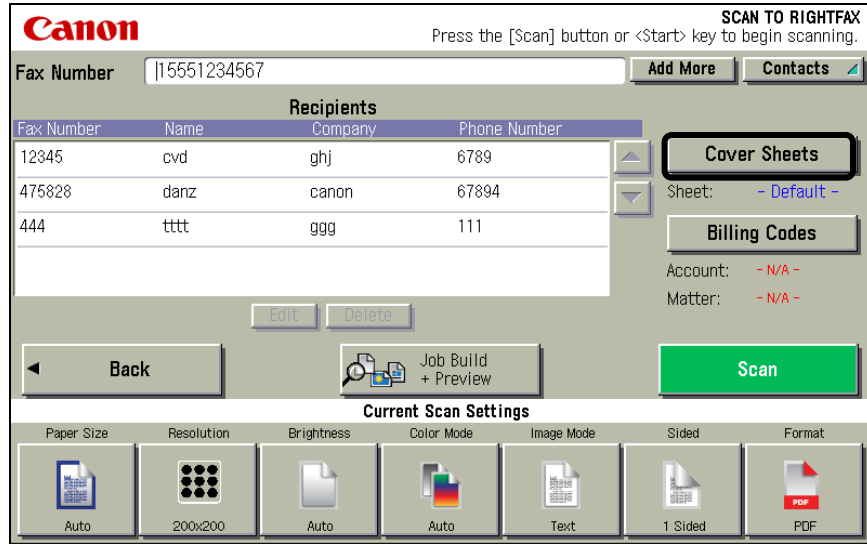 Canon
SCAN TO RIGHTFAX
Press the [Scan] button or <Start> key to begin scanning.
Fax Number 15551234567 Add More Contacts
Recipients
Fax Number Name Company Phone Number
12345 cvd ghj 6789
475828 danz canon 67894
444 tttt ggg 111
Cover Sheets
Sheet: - Default -
Billing Codes
Account: - N/A -
Matter: - N/A -
Edit Delete
Back
Job Build
+ Preview
Scan
Current Scan Settings
Paper Size Resolution Brightness Color Mode Image Mode Sided Format
PDF
Auto 200x200 Auto Auto Text 1 Sided PDF